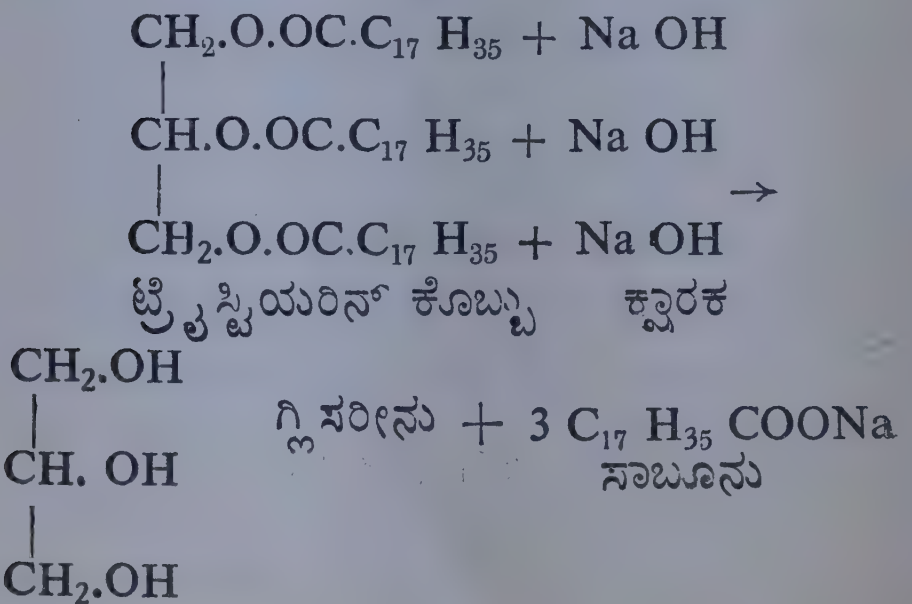 CH₂.O.OC.C₁₇ H₃₅ + Na OH
|
CH.O.OC.C₁₇ H₃₅ + Na OH
|
CH₂.O.OC.C₁₇ H₃₅ + Na OH →
ಟ್ರೈಸ್ಟಿಯರಿನ್ ಕೊಬ್ಬು ಕ್ಷಾರಕ
CH₂.OH
|
CH. OH ಗ್ಲಿಸರೀನು + 3 C₁₇ H₃₅ COONa
ಸಾಬೂನು
|
CH₂.OH